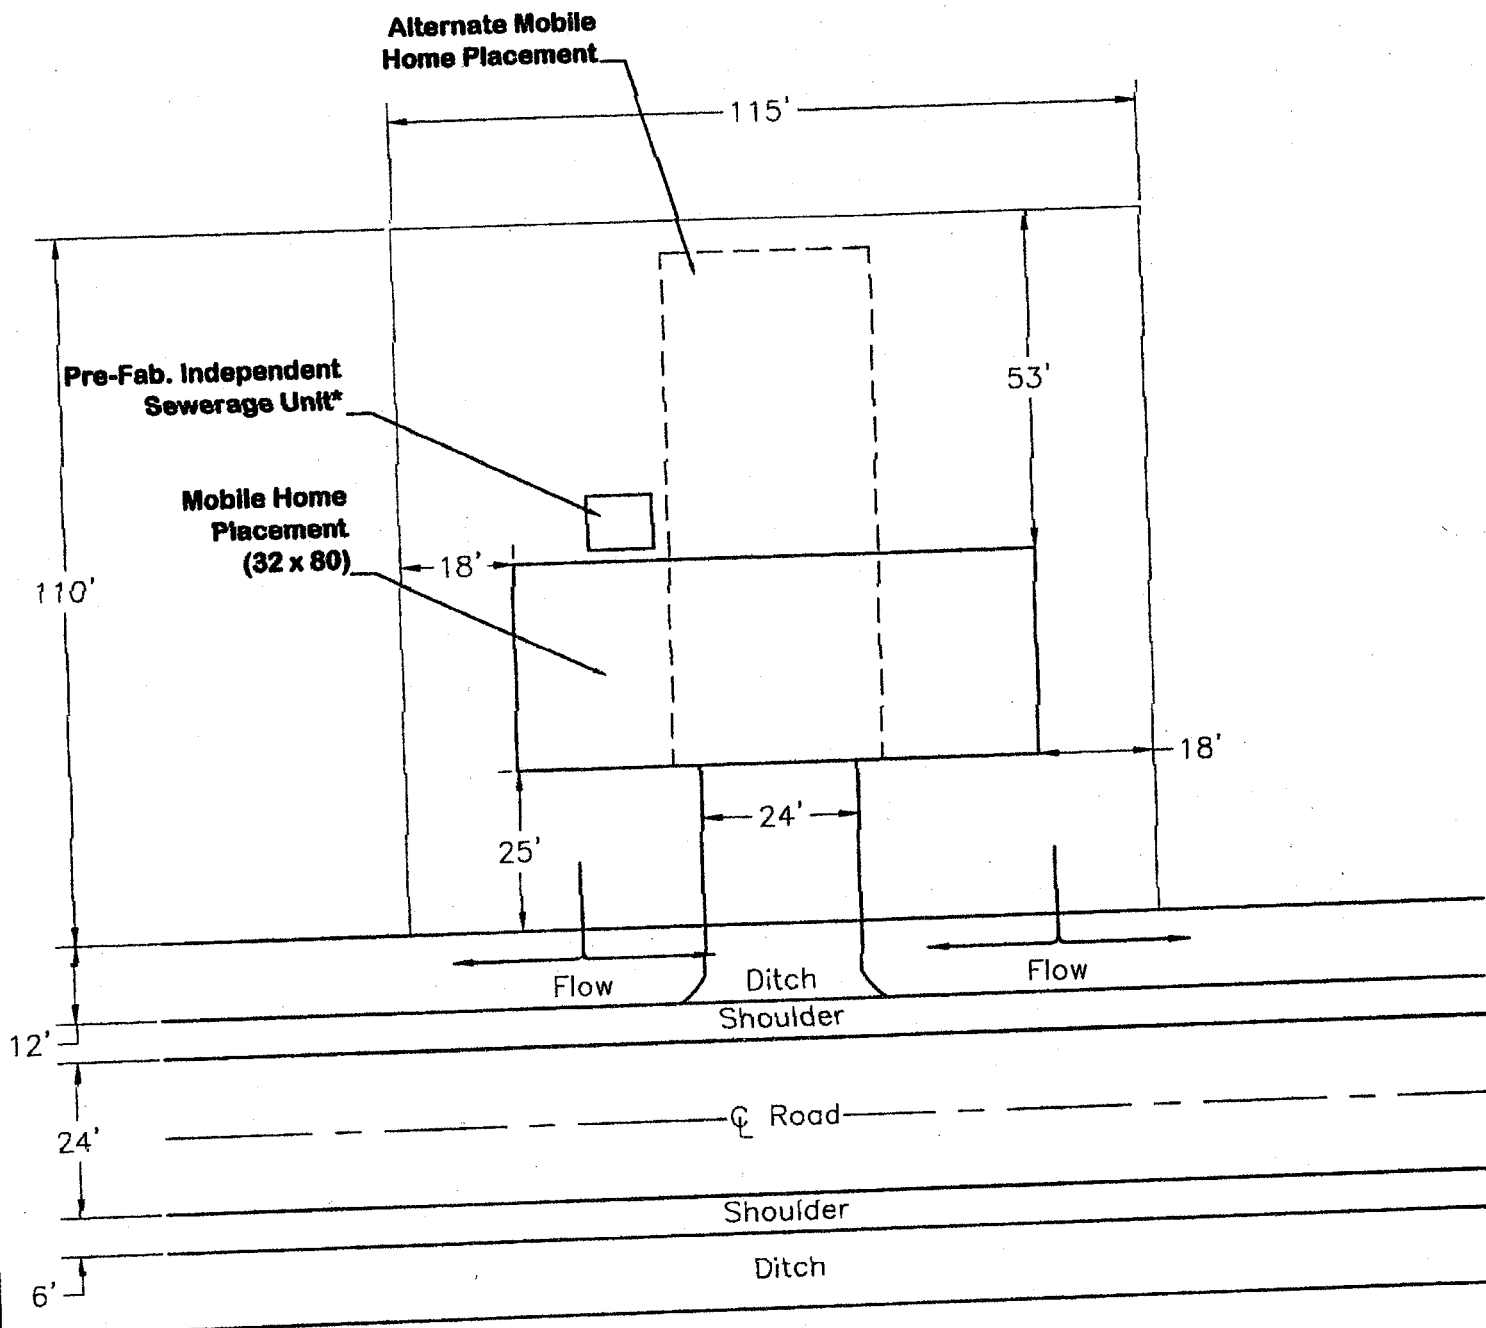 Alternate Mobile
Home Placement
115'
53'
Pre-Fab. Independent
Sewerage Unit*
Mobile Home
Placement
(32 x 80)
18'
110'
18'
24'
25'
Flow
Ditch
Flow
Shoulder
12'
℄ Road
24'
Shoulder
Ditch
6'